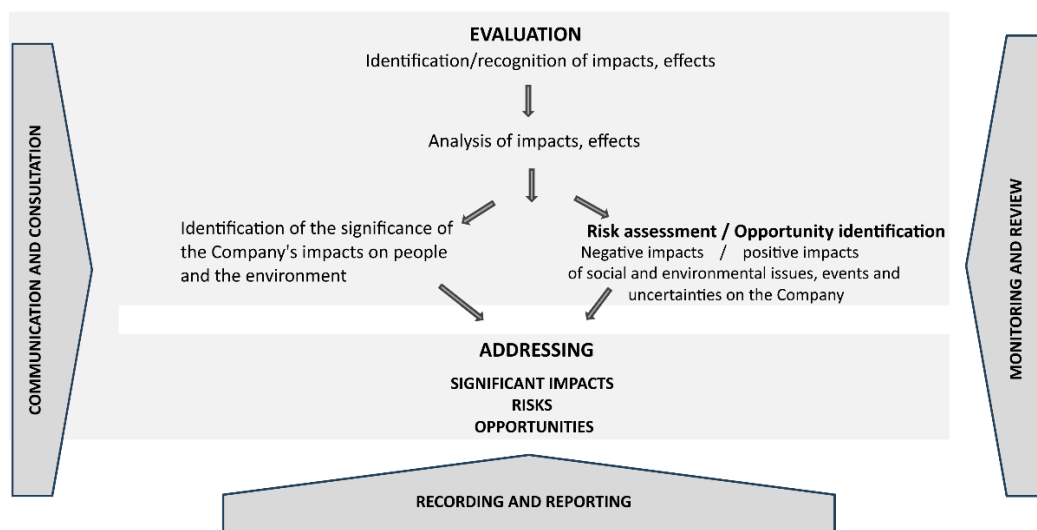 EVALUATION
Identification/recognition of impacts, effects
Analysis of impacts, effects
Identification of the significance of
the Company's impacts on people
and the environment
Risk assessment / Opportunity identification
Negative impacts / positive impacts
of social and environmental issues, events and
uncertainties on the Company
ADDRESSING
SIGNIFICANT IMPACTS
RISKS
OPPORTUNITIES
COMMUNICATION AND CONSULTATION
MONITORING AND REVIEW
RECORDING AND REPORTING